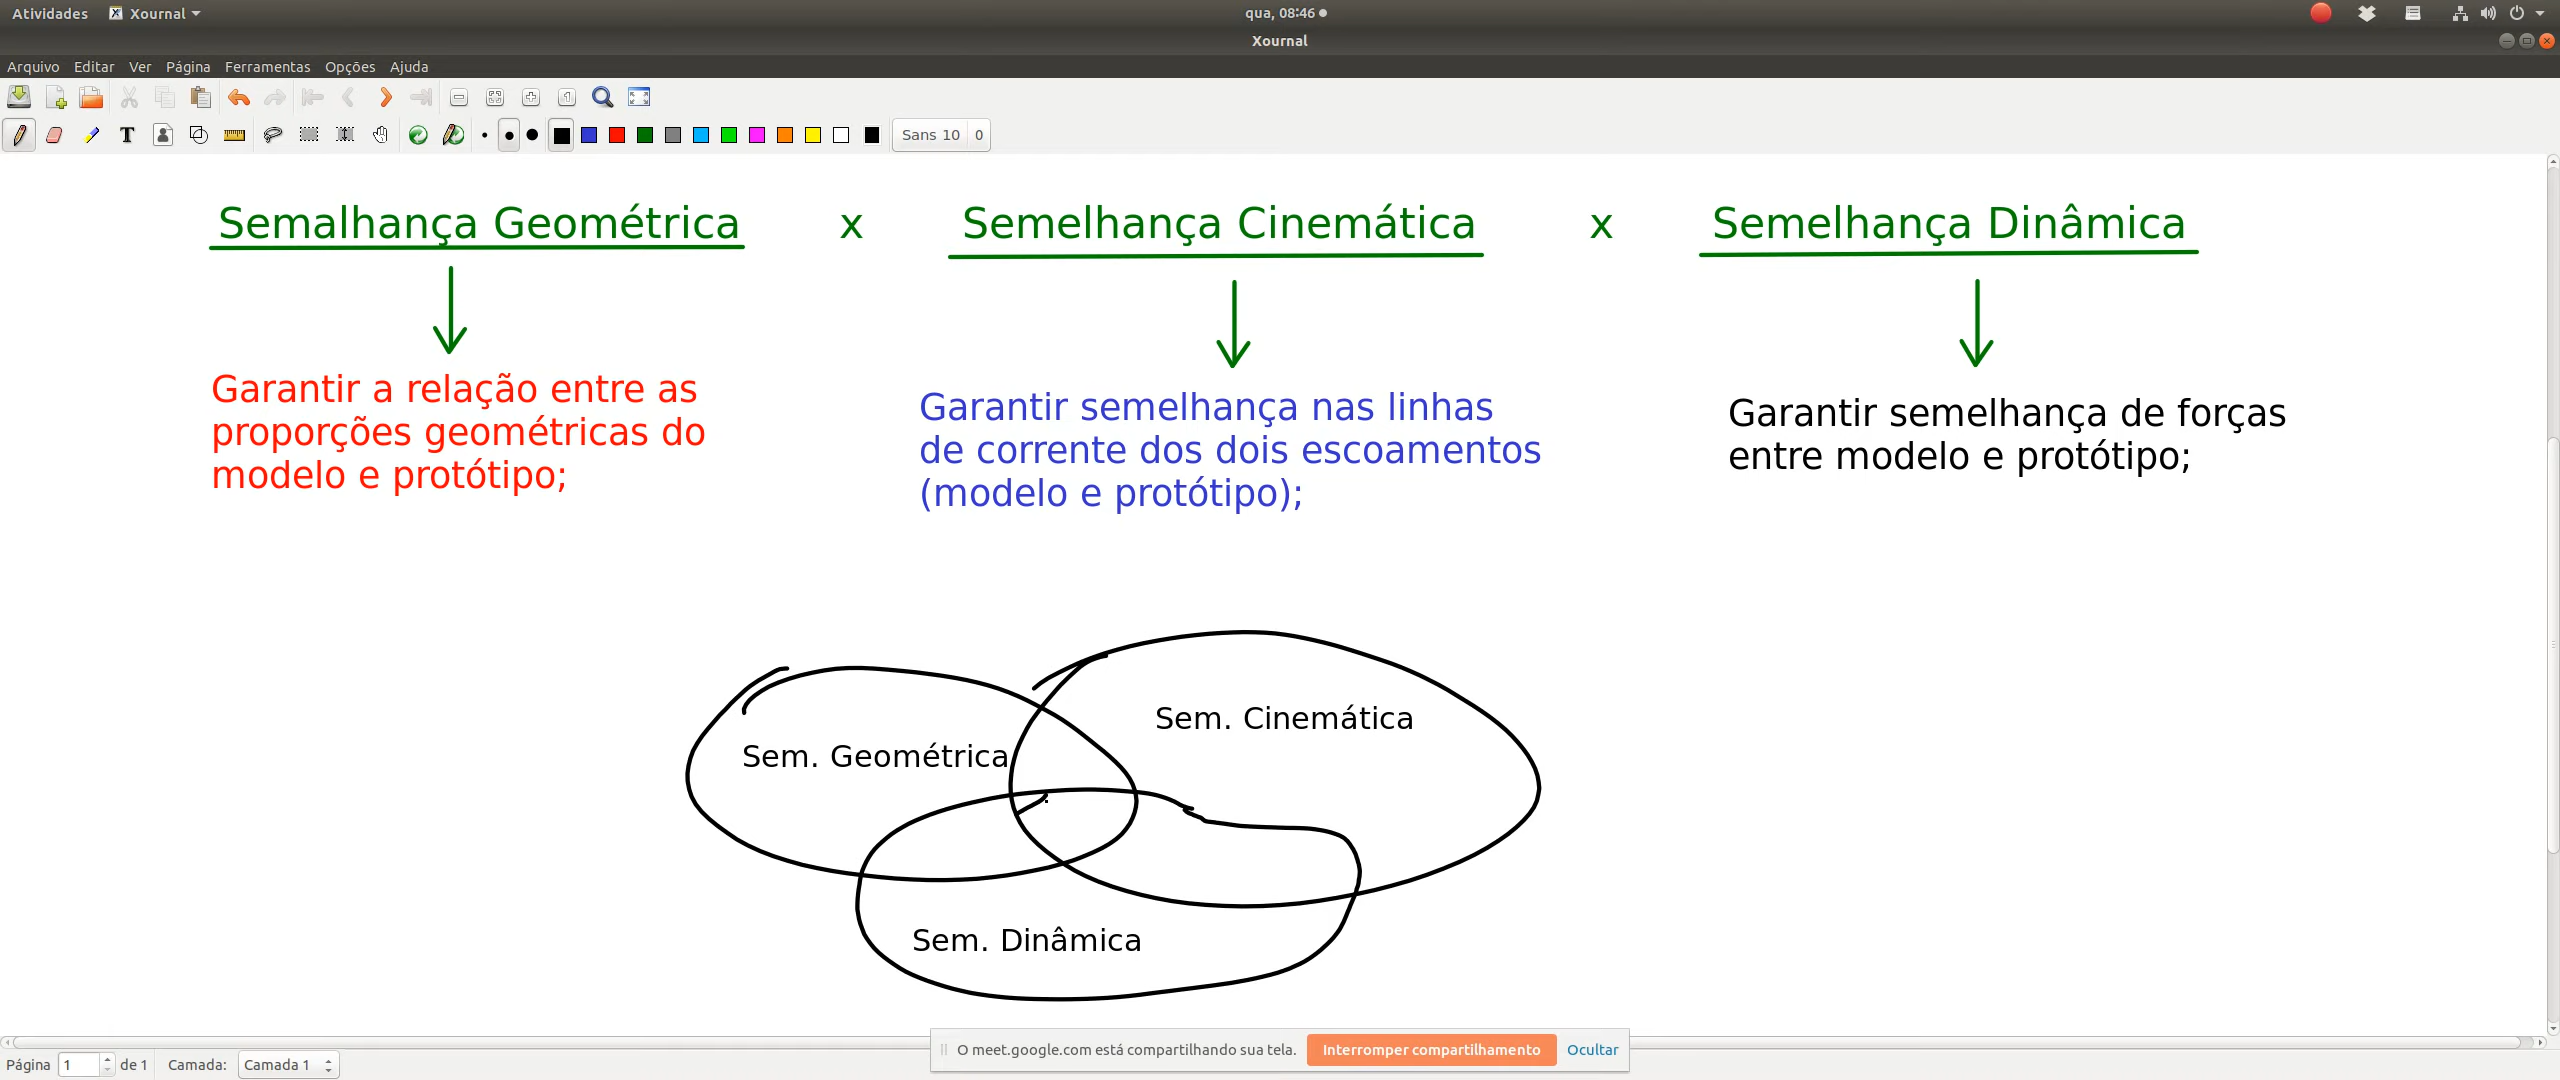 Atividades Xournal qua, 08:46
Xournal
Arquivo Editar Ver Página Ferramentas Opções Ajuda
Sans 10 0
Semalhança Geométrica x Semelhança Cinemática x Semelhança Dinâmica
Garantir a relação entre as
proporções geométricas do
modelo e protótipo;
Garantir semelhança nas linhas
de corrente dos dois escoamentos
(modelo e protótipo);
Garantir semelhança de forças
entre modelo e protótipo;
Sem. Cinemática
Sem. Geométrica
Sem. Dinâmica
O meet.google.com está compartilhando sua tela. Interromper compartilhamento Ocultar
Página 1 de 1 Camada: Camada 1